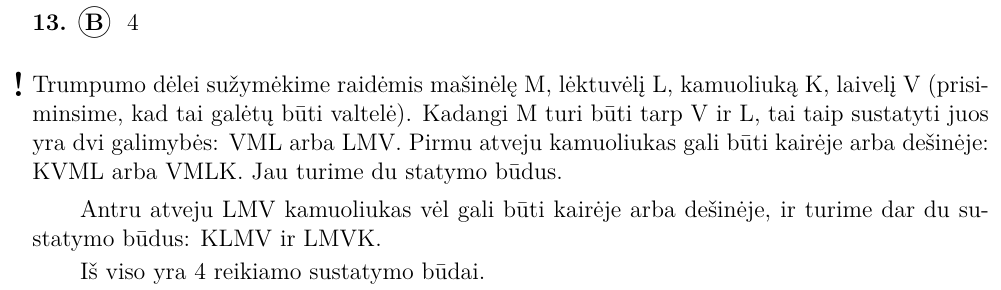 13. B 4
! Trumpumo dėlei sužymėkime raidėmis mašinėlę M, lėktuvėlį L, kamuoliuką K, laivelį V (prisi-
minsime, kad tai galėtų būti valtelė). Kadangi M turi būti tarp V ir L, tai taip sustatyti juos
yra dvi galimybės: VML arba LMV. Pirmu atveju kamuoliukas gali būti kairėje arba dešinėje:
KVML arba VMLK. Jau turime du statymo būdus.
Antru atveju LMV kamuoliukas vėl gali būti kairėje arba dešinėje, ir turime dar du su-
statymo būdus: KLMV ir LMVK.
Iš viso yra 4 reikiamo sustatymo būdai.